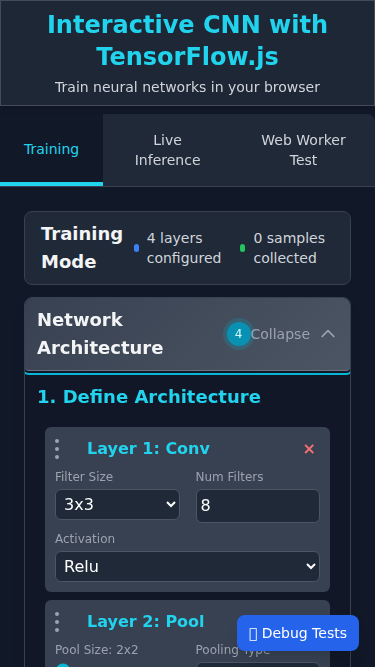 Interactive CNN with
TensorFlow.js
Train neural networks in your browser
Training
Live
Inference
Web Worker
Test
Training
Mode
4 layers
configured
0 samples
collected
Network
Architecture
4 Collapse
1. Define Architecture
Layer 1: Conv ×
Filter Size Num Filters
3x3 8
Activation
Relu
Layer 2: Pool
Pool Size: 2x2 Pooling Type
Debug Tests